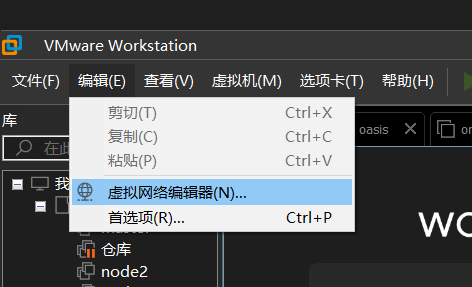 VMware Workstation
文件(F) 编辑(E) 查看(V) 虚拟机(M) 选项卡(T) 帮助(H)
库
在此
剪切(T) Ctrl+X
复制(C) Ctrl+C
粘贴(P) Ctrl+V
虚拟网络编辑器(N)...
首选项(R)... Ctrl+P
oasis
我
仓库
node2